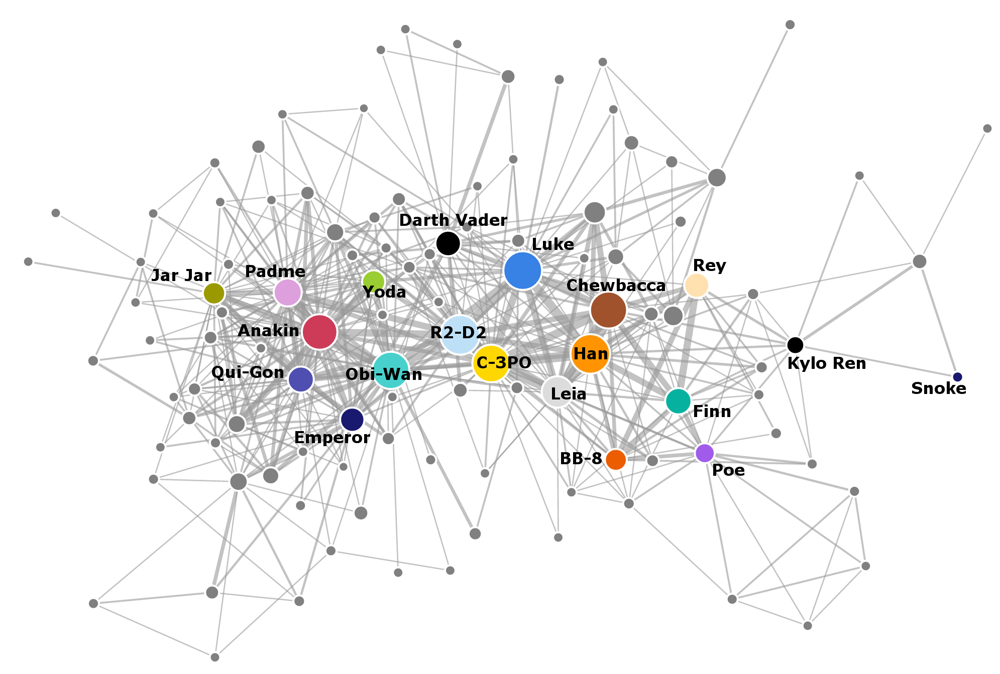 Darth Vader
Luke
Rey
Jar Jar
Padme
Yoda
Chewbacca
Anakin
R2-D2
Han
C-3PO
Kylo Ren
Qui-Gon
Obi-Wan
Leia
Snoke
Finn
Emperor
BB-8
Poe